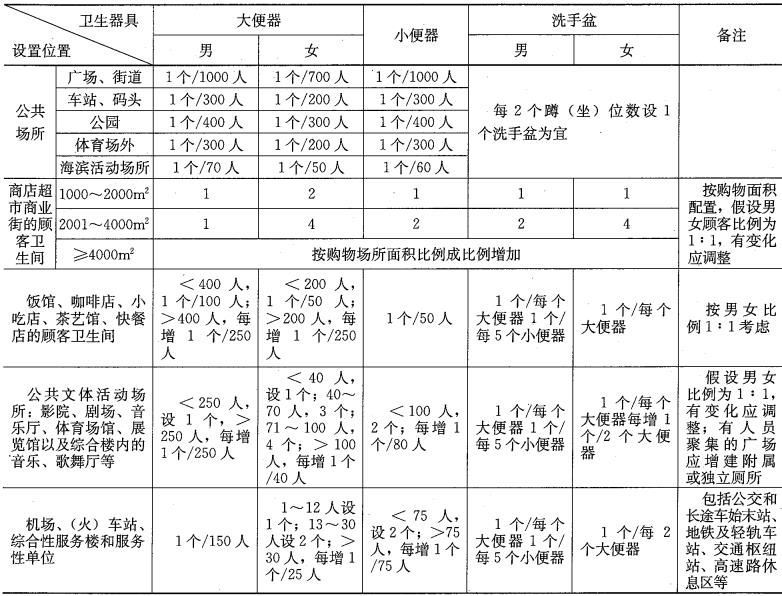 卫生器具
设置位置
大便器
小便器
洗手盆
备注
男
女
男
女
公共
场所
广场、街道
1个/1000人
1个/700人
1个/1000人
车站、码头
1个/300人
1个/200人
1个/300人
公园
1个/400人
1个/300人
1个/400人
体育场外
1个/300人
1个/200人
1个/300人
海滨活动场所
1个/70人
1个/50人
1个/60人
每2个蹲（坐）位数设1
个洗手盆为宜
商店超
市商业
街的顾
客卫
生间
1000～2000m²
1
2
1
1
1
2001～4000m²
1
4
2
2
4
≥4000m²
按购物场所面积比例成比例增加
按购物面积
配置，假设男
女顾客比例为
1∶1，有变化
应调整
饭馆、咖啡店、小
吃店、茶艺馆、快餐
店的顾客卫生间
＜400人，
1个/100人；
＞400人，每
增1个/250
人
＜200人，
1个/50人；
＞200人，每
增1个/250
人
1个/50人
1个/每个
大便器1个/
每5个小便器
1个/每个
大便器
按男女比
例1∶1考虑
公共文体活动场
所：影院、剧场、音
乐厅、体育场馆、展
览馆以及综合楼内的
音乐、歌舞厅等
＜250人，
设1个，＞
250人，每增
1个/250人
＜40人，
设1个；40～
70人，3个；
71～100人，
4个；＞100
人，每增1个
/40人
＜100人，
2个；每增1
个/80人
1个/每个
大便器1个/
每5个小便器
1个/每个
大便器每增1
个/2个大便
器
假设男女
比例为1∶1，
有变化应调
整；有人员
聚集的广场
应增建附属
或独立厕所
机场、（火）车站、
综合性服务楼和服务
性单位
1个/150人
1～12人设
1个；13～30
人设2个；＞
30人，每增1
个/25人
＜75人，
设2个；＞75
人，每增1个
/75人
1个/每个
大便器1个/
每5个小便器
1个/每2
个大便器
包括公交和
长途车始末站、
地铁及轻轨车
站、交通枢纽
站、高速路休
息区等